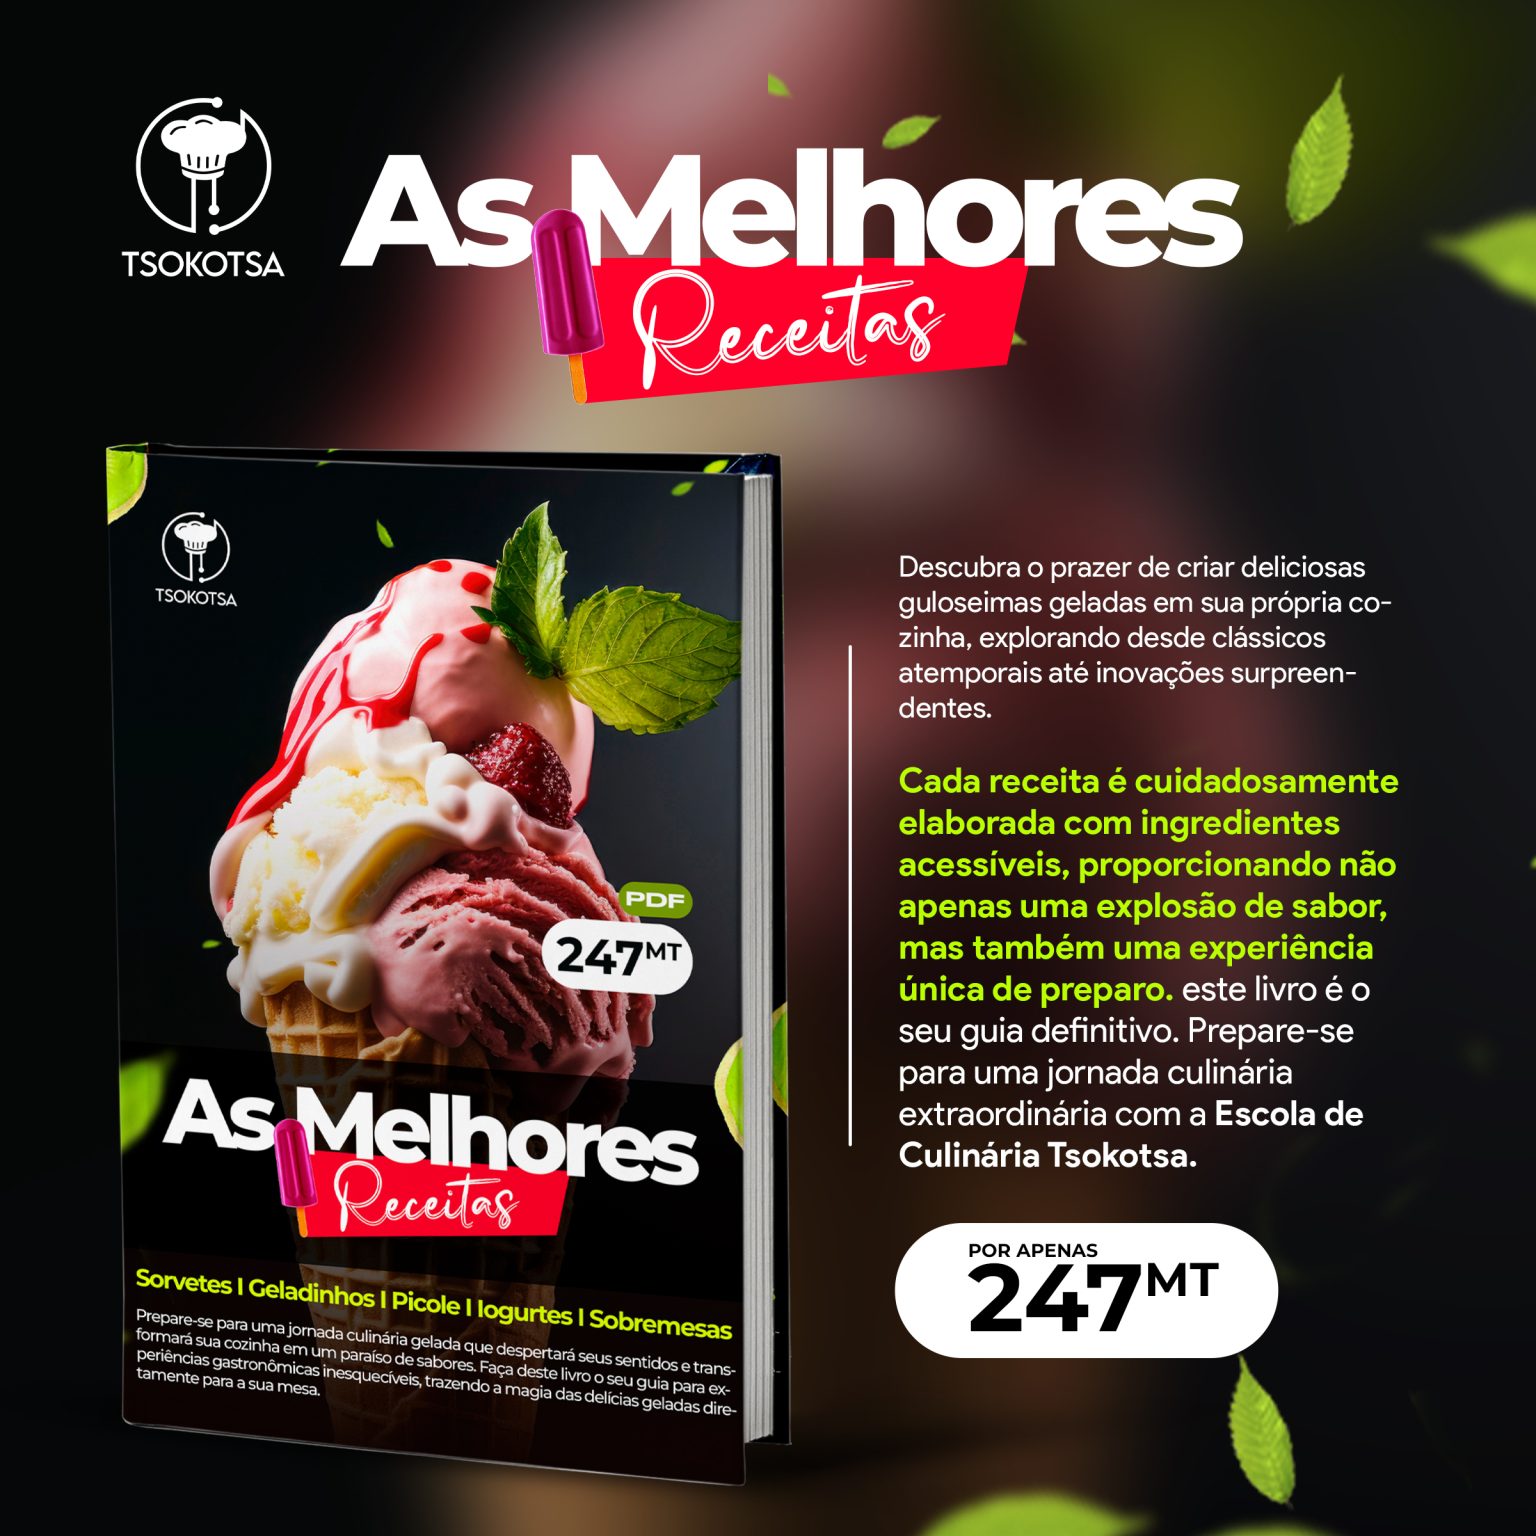 TSOKOTSA
As Melhores
Receitas
TSOKOTSA
PDF
247MT
As Melhores
Receitas
Sorvetes I Geladinhos I Picole I Iogurtes I Sobremesas
Prepare-se para uma jornada culinária gelada que despertará seus sentidos e trans-
formará sua cozinha em um paraíso de sabores. Faça deste livro o seu guia para ex-
periências gastronômicas inesquecíveis, trazendo a magia das delícias geladas dire-
tamente para a sua mesa.
Descubra o prazer de criar deliciosas
guloseimas geladas em sua própria co-
zinha, explorando desde clássicos
atemporais até inovações surpreen-
dentes.
Cada receita é cuidadosamente
elaborada com ingredientes
acessíveis, proporcionando não
apenas uma explosão de sabor,
mas também uma experiência
única de preparo. este livro é o
seu guia definitivo. Prepare-se
para uma jornada culinária
extraordinária com a Escola de
Culinária Tsokotsa.
POR APENAS
247MT